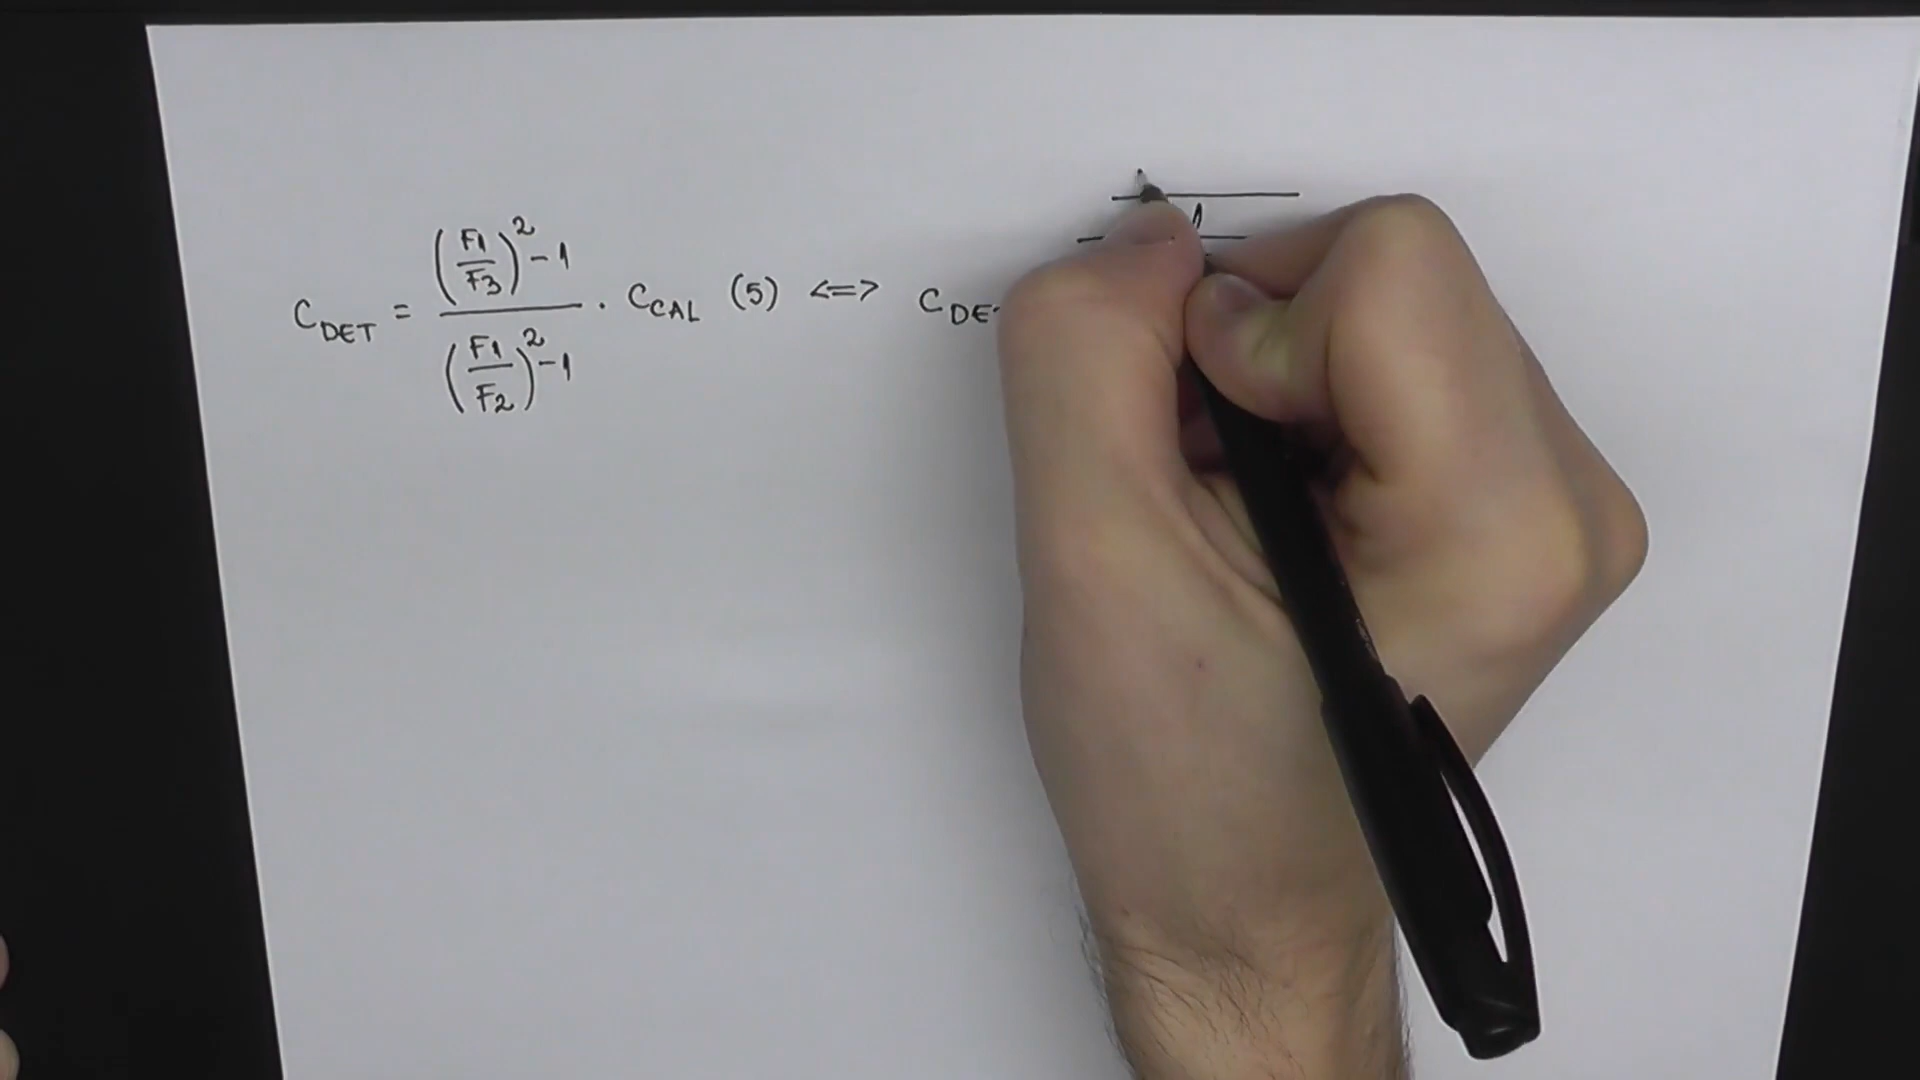 C_DET = ((F1/F3)^2 - 1) / ((F1/F2)^2 - 1) · C_CAL (5) <=> C_DE